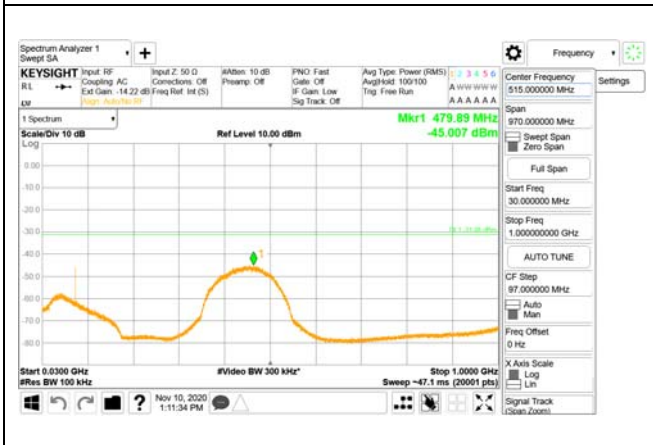 Spectrum Analyzer 1
Swept SA
Frequency
KEYSIGHT
Input: RF
Input Z: 50 Ω
#Atten: 10 dB
PNO: Fast
Avg Type: Power (RMS)
1 2 3 4 5 6
RL
Coupling: AC
Corrections: Off
Preamp: Off
Gate: Off
Avg|Hold: 100/100
A W W W W W
Ext Gain: -14.22 dB
Freq Ref: Int (S)
IF Gain: Low
Trig: Free Run
Align: Auto/No RF
Sig Track: Off
A A A A A A
1 Spectrum
Mkr1 479.89 MHz
Scale/Div 10 dB
Ref Level 10.00 dBm
-45.007 dBm
Log
0.00
-10.0
-20.0
-30.0
-40.0
-50.0
-60.0
-70.0
-80.0
1
Start 0.0300 GHz
#Video BW 300 kHz*
Stop 1.0000 GHz
#Res BW 100 kHz
Sweep ~47.1 ms (20001 pts)
Nov 10, 2020
1:11:34 PM
Center Frequency
515.000000 MHz
Settings
Span
970.000000 MHz
Swept Span
Zero Span
Full Span
Start Freq
30.000000 MHz
Stop Freq
1.000000000 GHz
AUTO TUNE
CF Step
97.000000 MHz
Auto
Man
Freq Offset
0 Hz
X Axis Scale
Log
Lin
Signal Track
(Span Zoom)